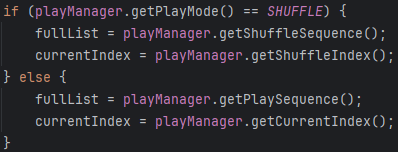 if (playManager.getPlayMode() == SHUFFLE) {
    fullList = playManager.getShuffleSequence();
    currentIndex = playManager.getShuffleIndex();
} else {
    fullList = playManager.getPlaySequence();
    currentIndex = playManager.getCurrentIndex();
}